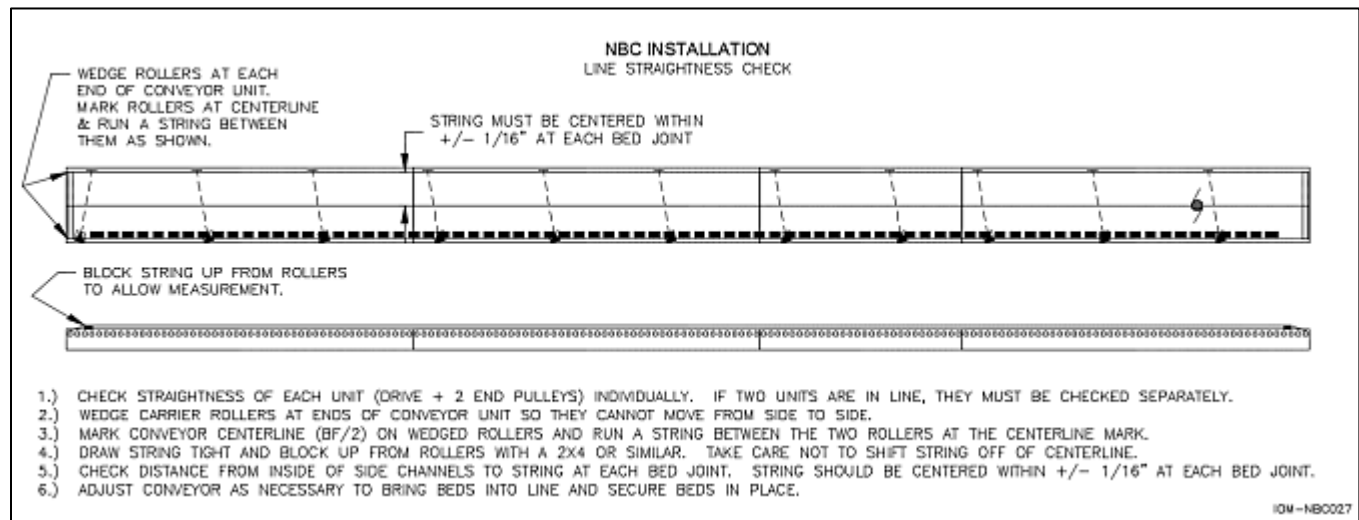 NBC INSTALLATION
LINE STRAIGHTNESS CHECK
WEDGE ROLLERS AT EACH
END OF CONVEYOR UNIT.
MARK ROLLERS AT CENTERLINE
& RUN A STRING BETWEEN
THEM AS SHOWN.
STRING MUST BE CENTERED WITHIN
+/- 1/16" AT EACH BED JOINT
BLOCK STRING UP FROM ROLLERS
TO ALLOW MEASUREMENT.
1.) CHECK STRAIGHTNESS OF EACH UNIT (DRIVE + 2 END PULLEYS) INDIVIDUALLY. IF TWO UNITS ARE IN LINE, THEY MUST BE CHECKED SEPARATELY.
2.) WEDGE CARRIER ROLLERS AT ENDS OF CONVEYOR UNIT SO THEY CANNOT MOVE FROM SIDE TO SIDE.
3.) MARK CONVEYOR CENTERLINE (BF/2) ON WEDGED ROLLERS AND RUN A STRING BETWEEN THE TWO ROLLERS AT THE CENTERLINE MARK.
4.) DRAW STRING TIGHT AND BLOCK UP FROM ROLLERS WITH A 2X4 OR SIMILAR. TAKE CARE NOT TO SHIFT STRING OFF OF CENTERLINE.
5.) CHECK DISTANCE FROM INSIDE OF SIDE CHANNELS TO STRING AT EACH BED JOINT. STRING SHOULD BE CENTERED WITHIN +/- 1/16" AT EACH BED JOINT.
6.) ADJUST CONVEYOR AS NECESSARY TO BRING BEDS INTO LINE AND SECURE BEDS IN PLACE.
IOM-NBC027